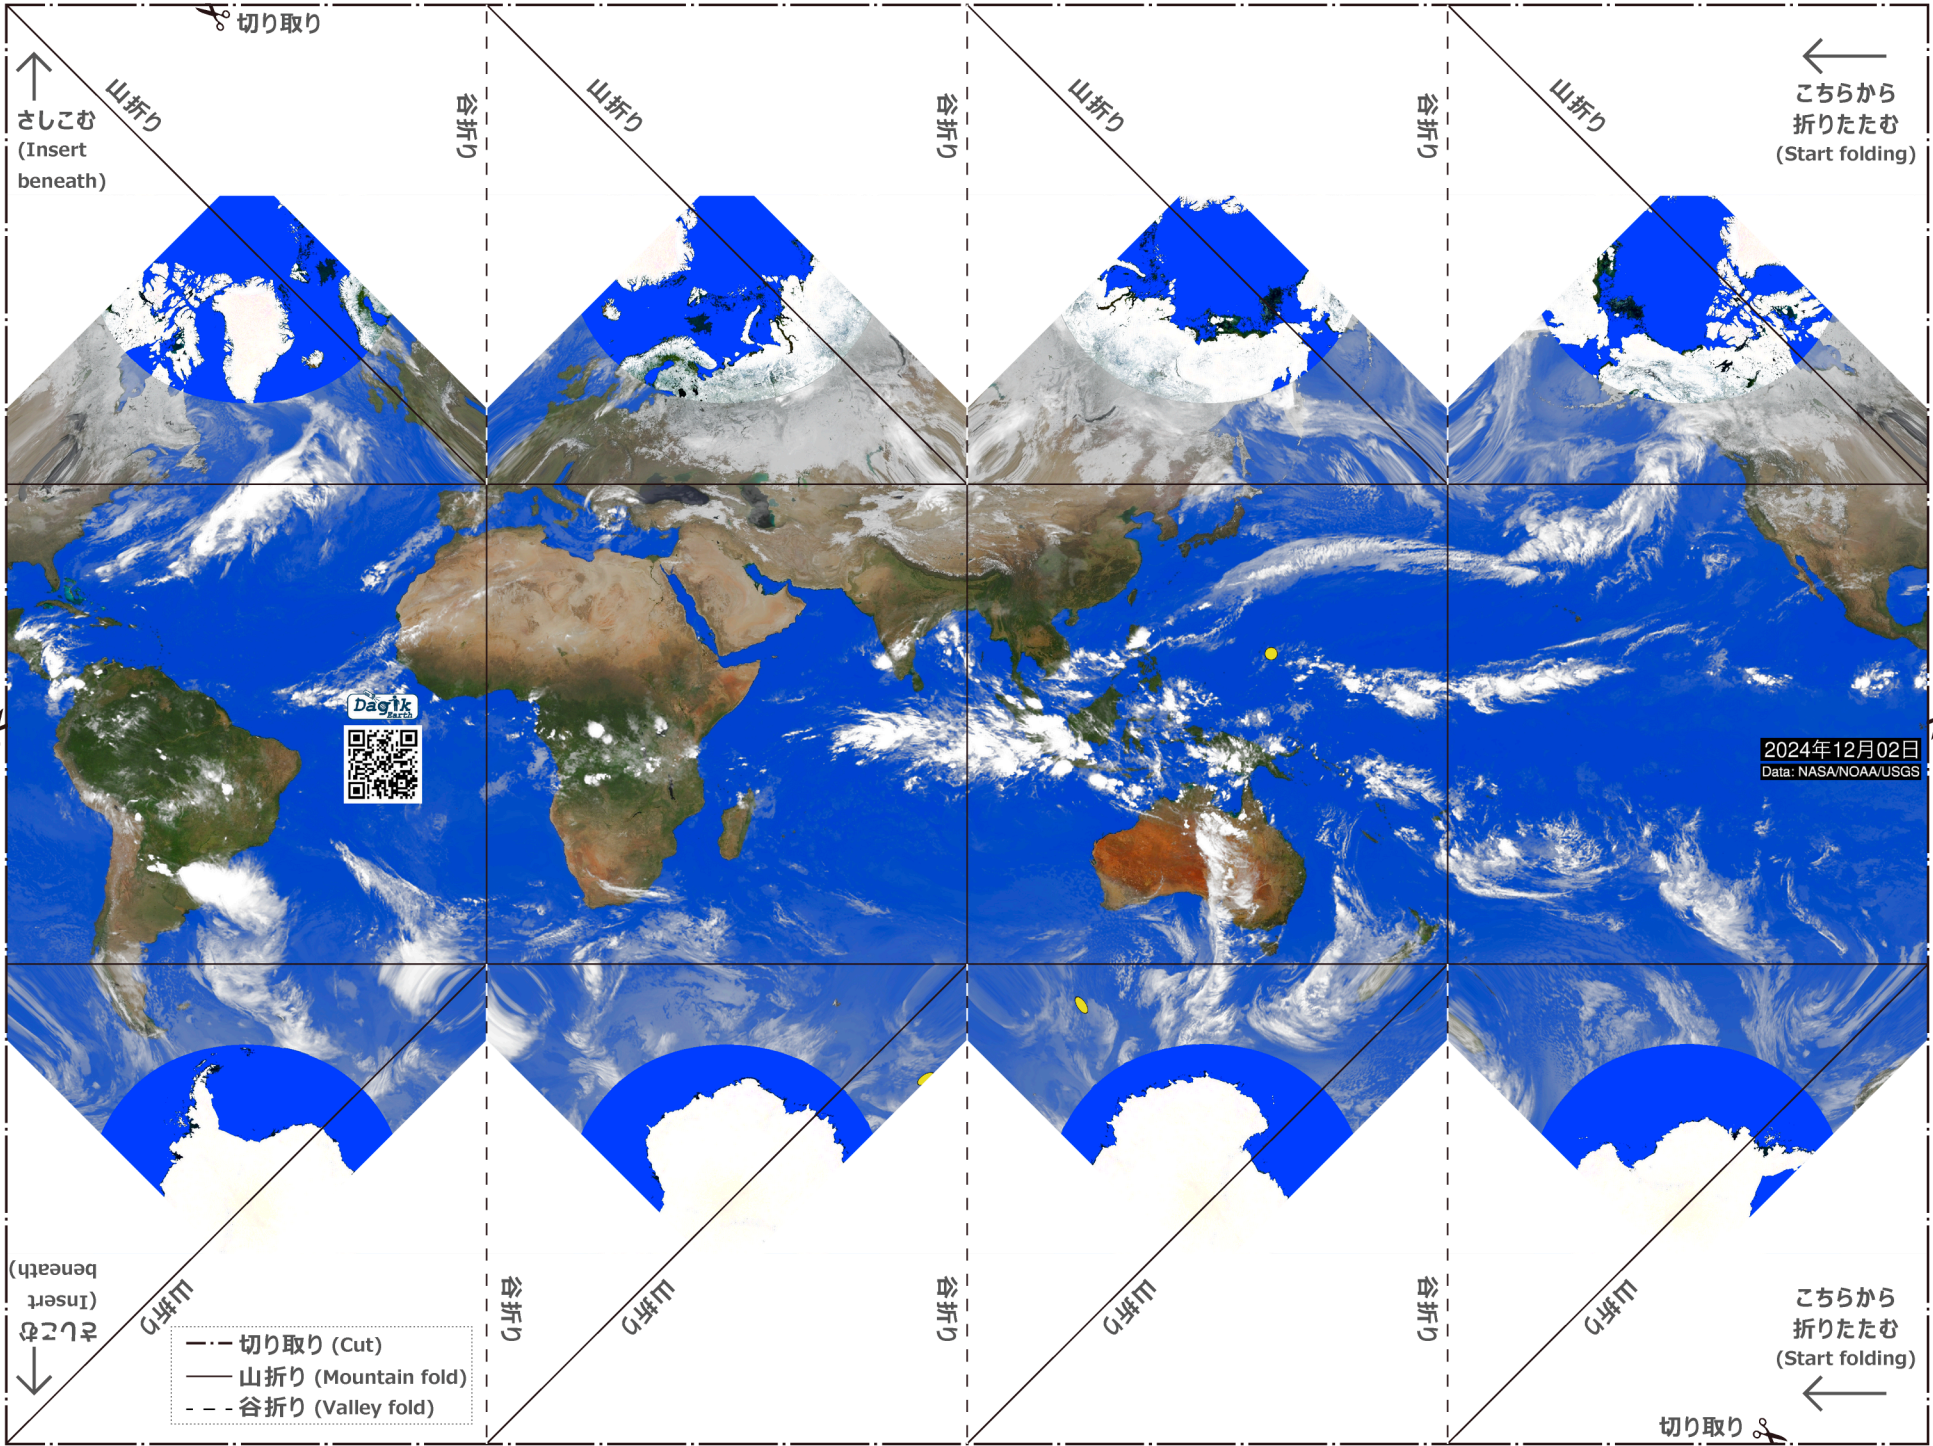 切り取り
山折り
谷折り
山折り
谷折り
山折り
谷折り
山折り
さしこむ
(Insert
beneath)
こちらから
折りたたむ
(Start folding)
Dagik
Earth
2024年12月02日
Data: NASA/NOAA/USGS
さしこむ
(Insert
beneath)
山折り
谷折り
山折り
谷折り
山折り
谷折り
山折り
こちらから
折りたたむ
(Start folding)
切り取り (Cut)
山折り (Mountain fold)
谷折り (Valley fold)
切り取り